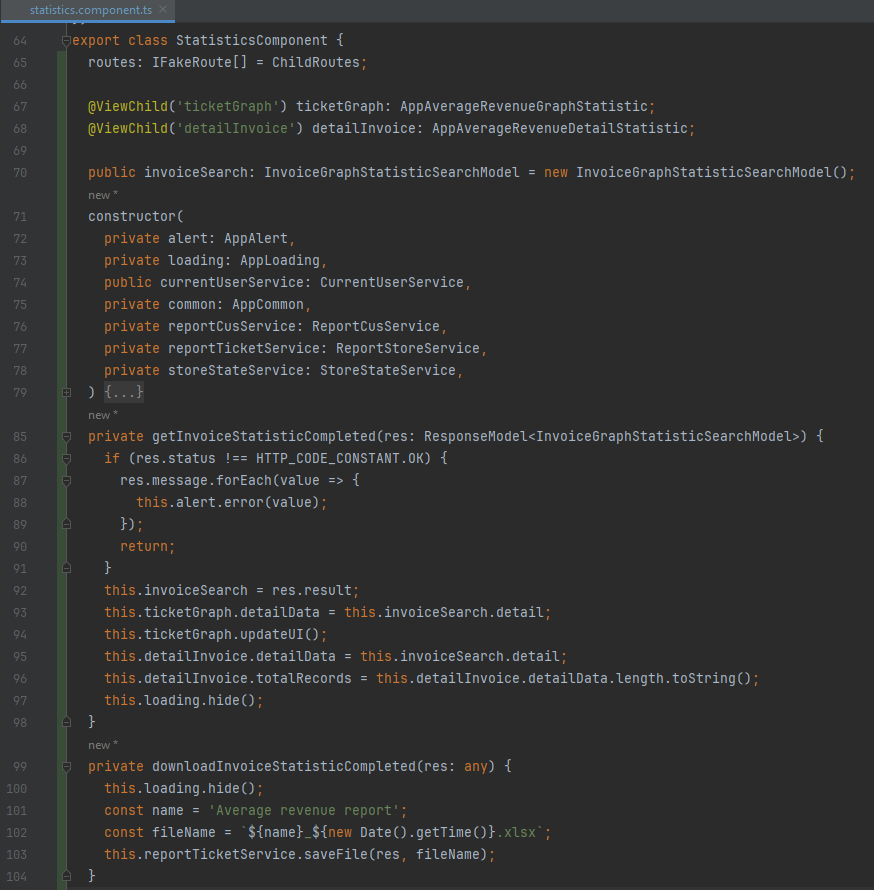 statistics.component.ts ×
64 export class StatisticsComponent {
65 routes: IFakeRoute[] = ChildRoutes;
66
67 @ViewChild('ticketGraph') ticketGraph: AppAverageRevenueGraphStatistic;
68 @ViewChild('detailInvoice') detailInvoice: AppAverageRevenueDetailStatistic;
69
70 public invoiceSearch: InvoiceGraphStatisticSearchModel = new InvoiceGraphStatisticSearchModel();
new *
71 constructor(
72 private alert: AppAlert,
73 private loading: AppLoading,
74 public currentUserService: CurrentUserService,
75 private common: AppCommon,
76 private reportCusService: ReportCusService,
77 private reportTicketService: ReportStoreService,
78 private storeStateService: StoreStateService,
79 ) {...}
new *
85 private getInvoiceStatisticCompleted(res: ResponseModel<InvoiceGraphStatisticSearchModel>) {
86 if (res.status !== HTTP_CODE_CONSTANT.OK) {
87 res.message.forEach(value => {
88 this.alert.error(value);
89 });
90 return;
91 }
92 this.invoiceSearch = res.result;
93 this.ticketGraph.detailData = this.invoiceSearch.detail;
94 this.ticketGraph.updateUI();
95 this.detailInvoice.detailData = this.invoiceSearch.detail;
96 this.detailInvoice.totalRecords = this.detailInvoice.detailData.length.toString();
97 this.loading.hide();
98 }
new *
99 private downloadInvoiceStatisticCompleted(res: any) {
100 this.loading.hide();
101 const name = 'Average revenue report';
102 const fileName = `${name}_${new Date().getTime()}.xlsx`;
103 this.reportTicketService.saveFile(res, fileName);
104 }